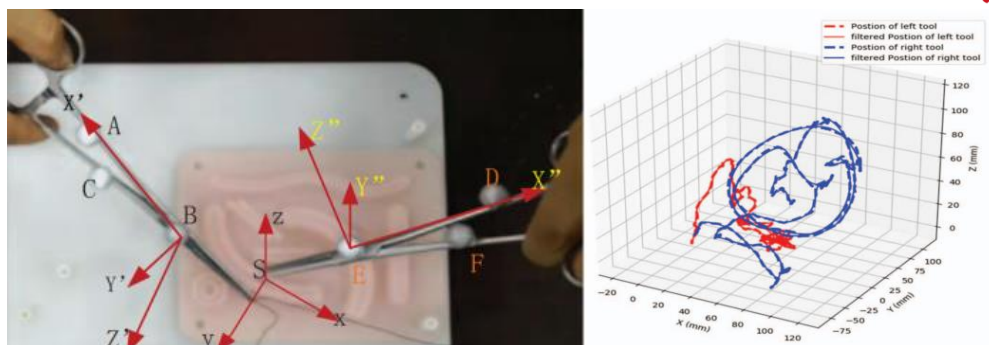 X'
A
C
B
Y'
Z'
Z"
Y"
X"
D
E
F
S
z
x
y
Postion of left tool
filtered Postion of left tool
Postion of right tool
filtered Postion of right tool
120
100
80
60
40
20
0
Z (mm)
-20
0
20
40
60
80
100
120
X (mm)
-75
-50
-25
0
25
50
75
100
Y (mm)